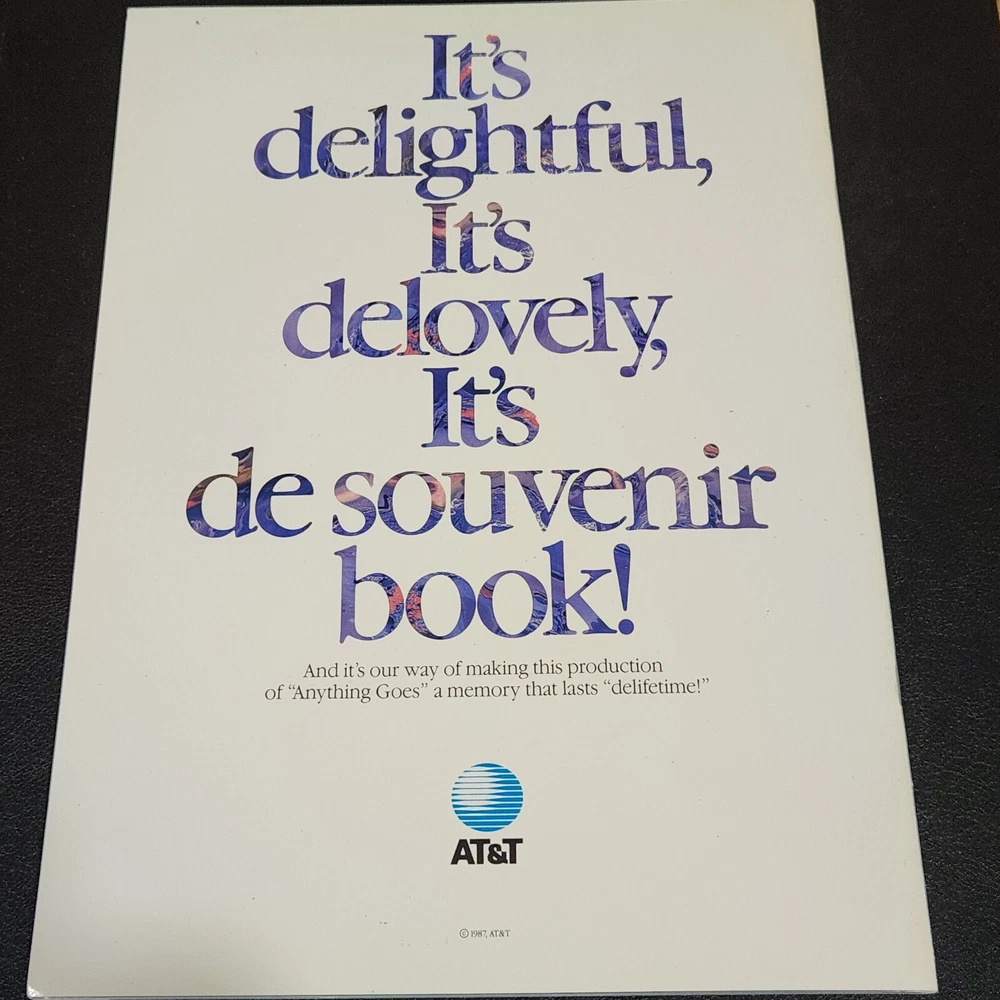 It's
delightful,
It's
delovely,
It's
de souvenir
book!
And it's our way of making this production
of “Anything Goes” a memory that lasts “delifetime!”
AT&T
© 1987, AT&T